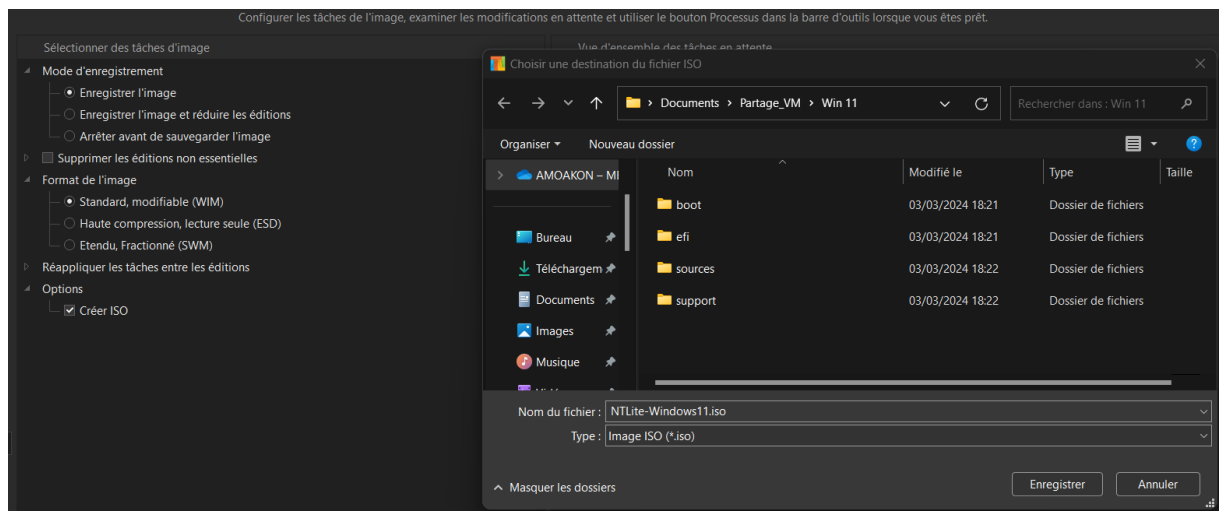 Configurer les tâches de l'image, examiner les modifications en attente et utiliser le bouton Processus dans la barre d'outils lorsque vous êtes prêt.
Sélectionner des tâches d'image
Vue d'ensemble des tâches en attente
Mode d'enregistrement
Enregistrer l'image
Enregistrer l'image et réduire les éditions
Arrêter avant de sauvegarder l'image
Supprimer les éditions non essentielles
Format de l'image
Standard, modifiable (WIM)
Haute compression, lecture seule (ESD)
Etendu, Fractionné (SWM)
Réappliquer les tâches entre les éditions
Options
Créer ISO
Choisir une destination du fichier ISO
Documents > Partage_VM > Win 11
Rechercher dans : Win 11
Organiser
Nouveau dossier
AMOAKON – MI
Bureau
Téléchargem
Documents
Images
Musique
Nom Modifié le Type Taille
boot 03/03/2024 18:21 Dossier de fichiers
efi 03/03/2024 18:21 Dossier de fichiers
sources 03/03/2024 18:22 Dossier de fichiers
support 03/03/2024 18:22 Dossier de fichiers
Nom du fichier : NTLite-Windows11.iso
Type : Image ISO (*.iso)
Masquer les dossiers
Enregistrer
Annuler